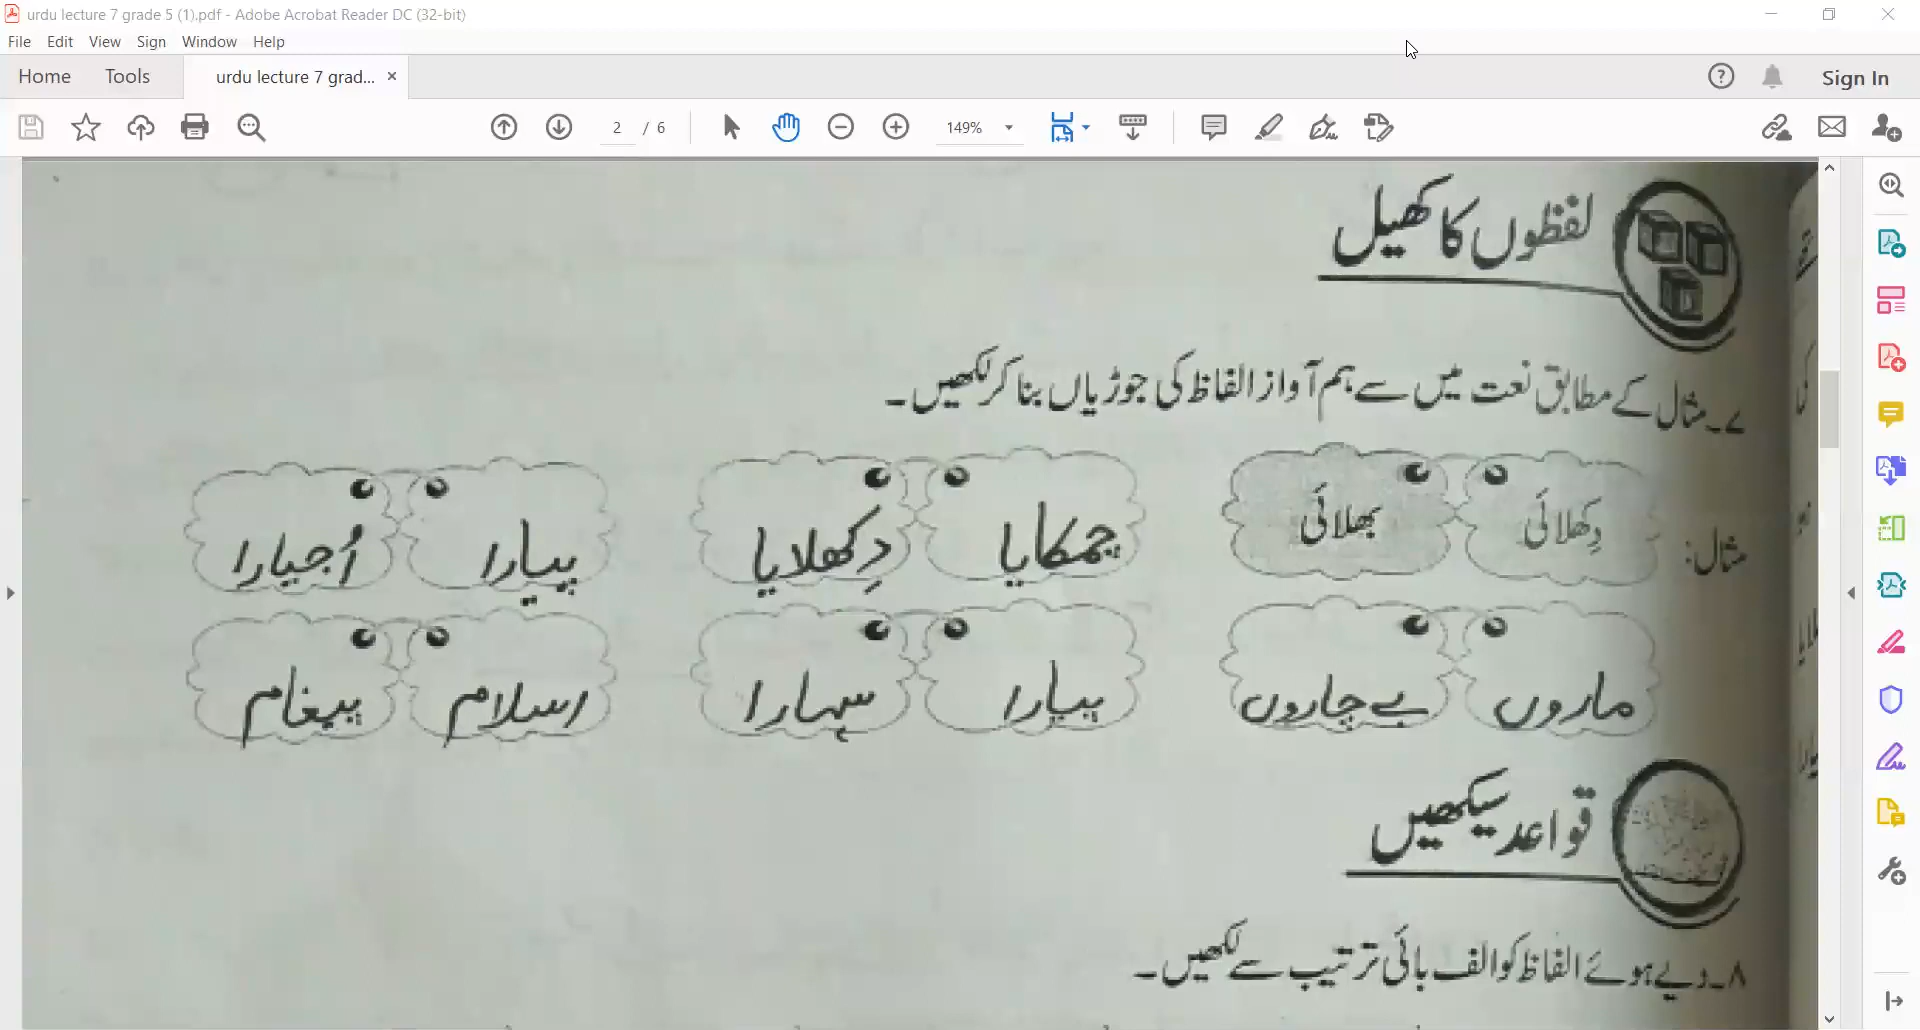 urdu lecture 7 grade 5 (1).pdf - Adobe Acrobat Reader DC (32-bit)
File Edit View Sign Window Help
Home Tools urdu lecture 7 grad... × Sign In
2 / 6 149%
لفظوں کا کھیل
۷۔ مثال کے مطابق نعت میں سے ہم آواز الفاظ کی جوڑیاں بنا کر لکھیں۔
مثال: دِکھلائی بھلائی چمکایا دِکھلایا پیارا اُجیارا
ماروں بے چاروں پیارا سہارا اسلام پیغام
قواعد سیکھیں
۸۔ دیے ہوئے الفاظ کو الف بائی ترتیب سے لکھیں۔